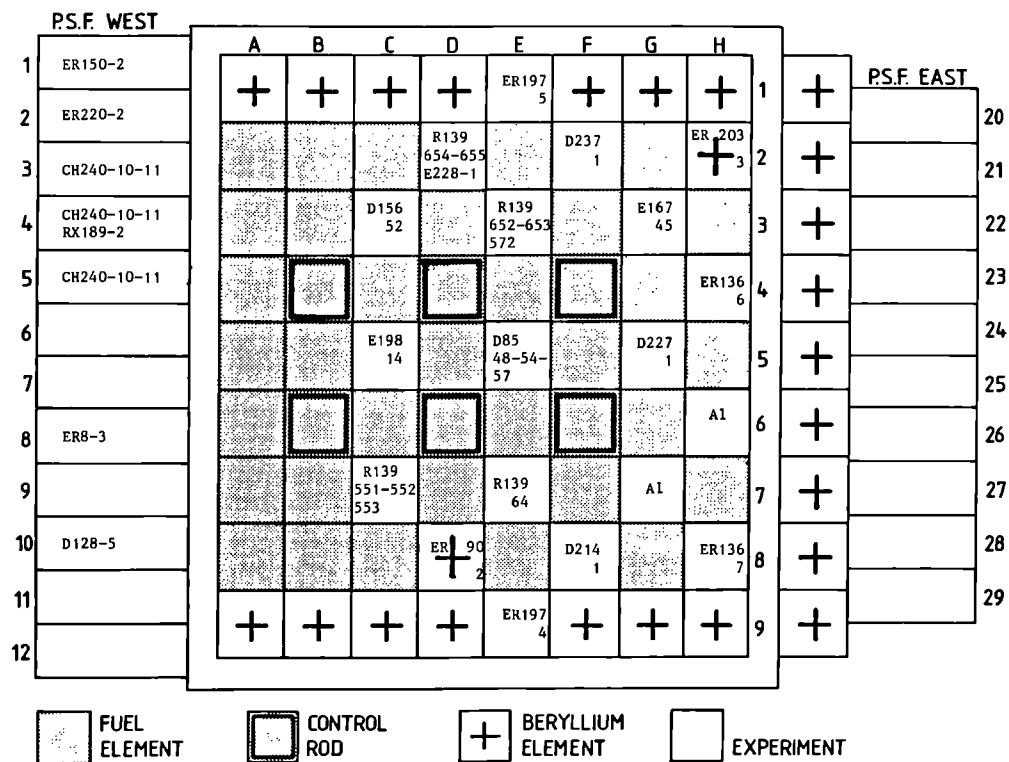 P.S.F. WEST
A B C D E F G H
P.S.F. EAST
1 ER150-2
2 ER220-2
3 CH240-10-11
4 CH240-10-11
RX189-2
5 CH240-10-11
6
7
8 ER8-3
9
10 D128-5
11
12
ER197
5
1
R139
654-655
E228-1
D237
1
ER 203
3
2
D156
52
R139
652-653
572
E167
45
3
ER136
6
4
E198
14
D85
48-54-
57
D227
1
5
Al
6
R139
551-552
553
R139
64
Al
7
ER 90
2
D214
1
ER136
7
8
ER197
4
9
20
21
22
23
24
25
26
27
28
29
FUEL
ELEMENT
CONTROL
ROD
BERYLLIUM
ELEMENT
EXPERIMENT